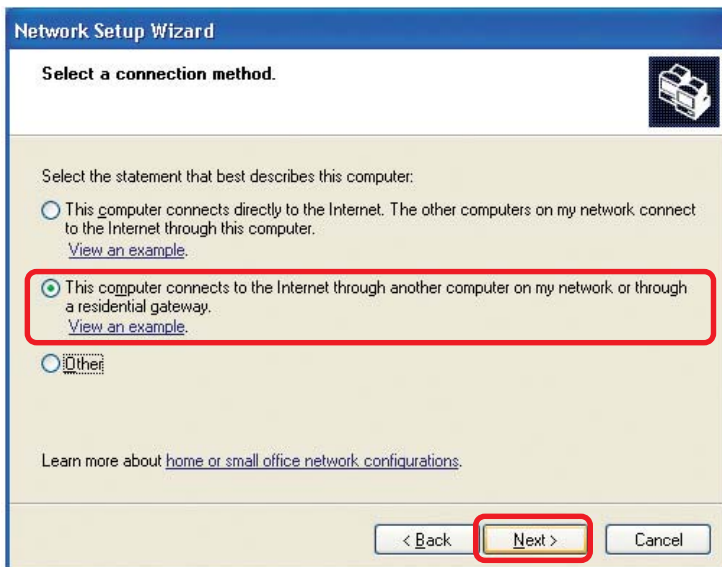 Network Setup Wizard
Select a connection method.
Select the statement that best describes this computer:
This computer connects directly to the Internet. The other computers on my network connect
to the Internet through this computer.
View an example.
This computer connects to the Internet through another computer on my network or through
a residential gateway.
View an example.
Other
Learn more about home or small office network configurations.
< Back Next > Cancel